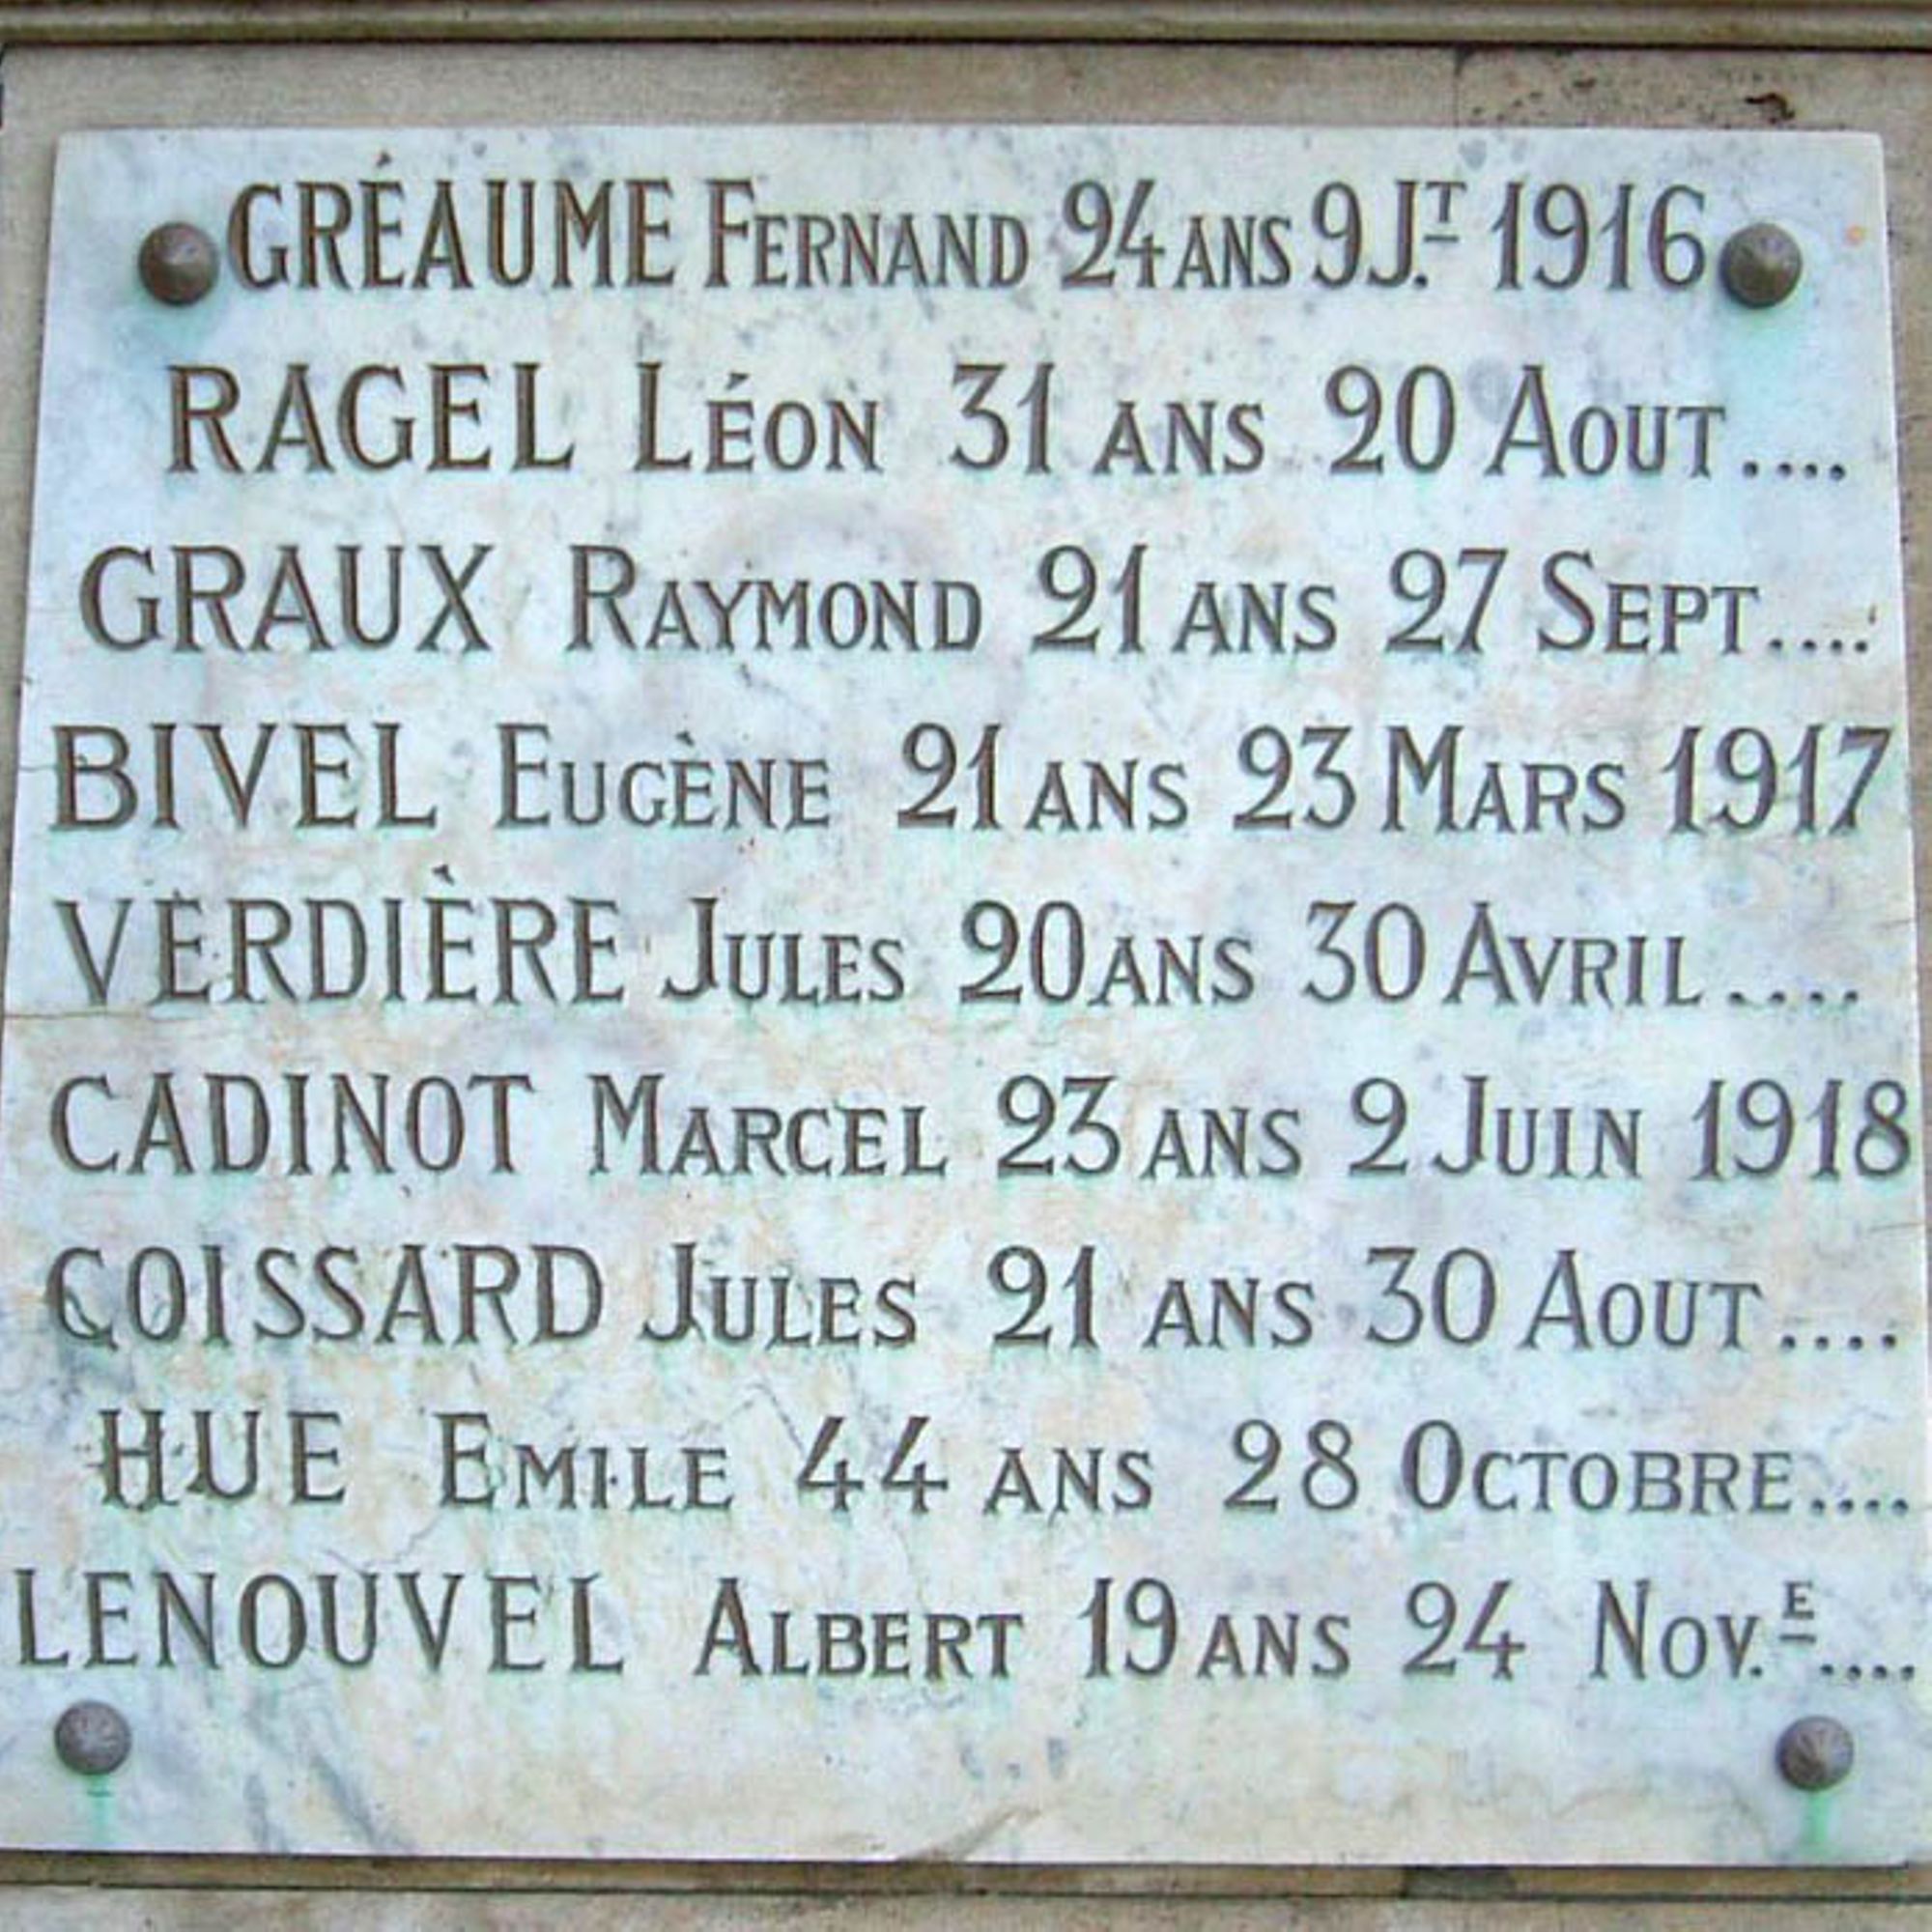 GRÉAUME FERNAND 24 ANS 9 J.T 1916
RAGEL LÉON 31 ANS 20 AOUT....
GRAUX RAYMOND 21 ANS 27 SEPT....
BIVEL EUGÈNE 21 ANS 23 MARS 1917
VERDIÈRE JULES 20 ANS 30 AVRIL....
CADINOT MARCEL 23 ANS 2 JUIN 1918
COISSARD JULES 21 ANS 30 AOUT....
HUE EMILE 44 ANS 28 OCTOBRE....
LENOUVEL ALBERT 19 ANS 24 NOV.E....